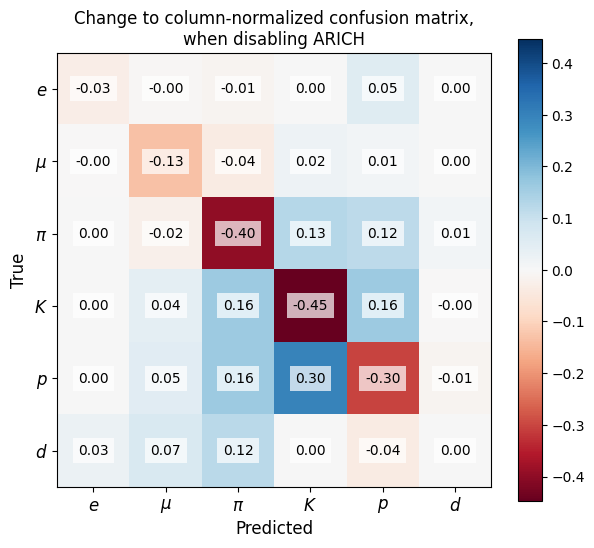 Change to column-normalized confusion matrix,
when disabling ARICH
e -0.03 -0.00 -0.01 0.00 0.05 0.00
μ -0.00 -0.13 -0.04 0.02 0.01 0.00
π 0.00 -0.02 -0.40 0.13 0.12 0.01
K 0.00 0.04 0.16 -0.45 0.16 -0.00
p 0.00 0.05 0.16 0.30 -0.30 -0.01
d 0.03 0.07 0.12 0.00 -0.04 0.00
e μ π K p d
Predicted
True
0.4
0.3
0.2
0.1
0.0
−0.1
−0.2
−0.3
−0.4